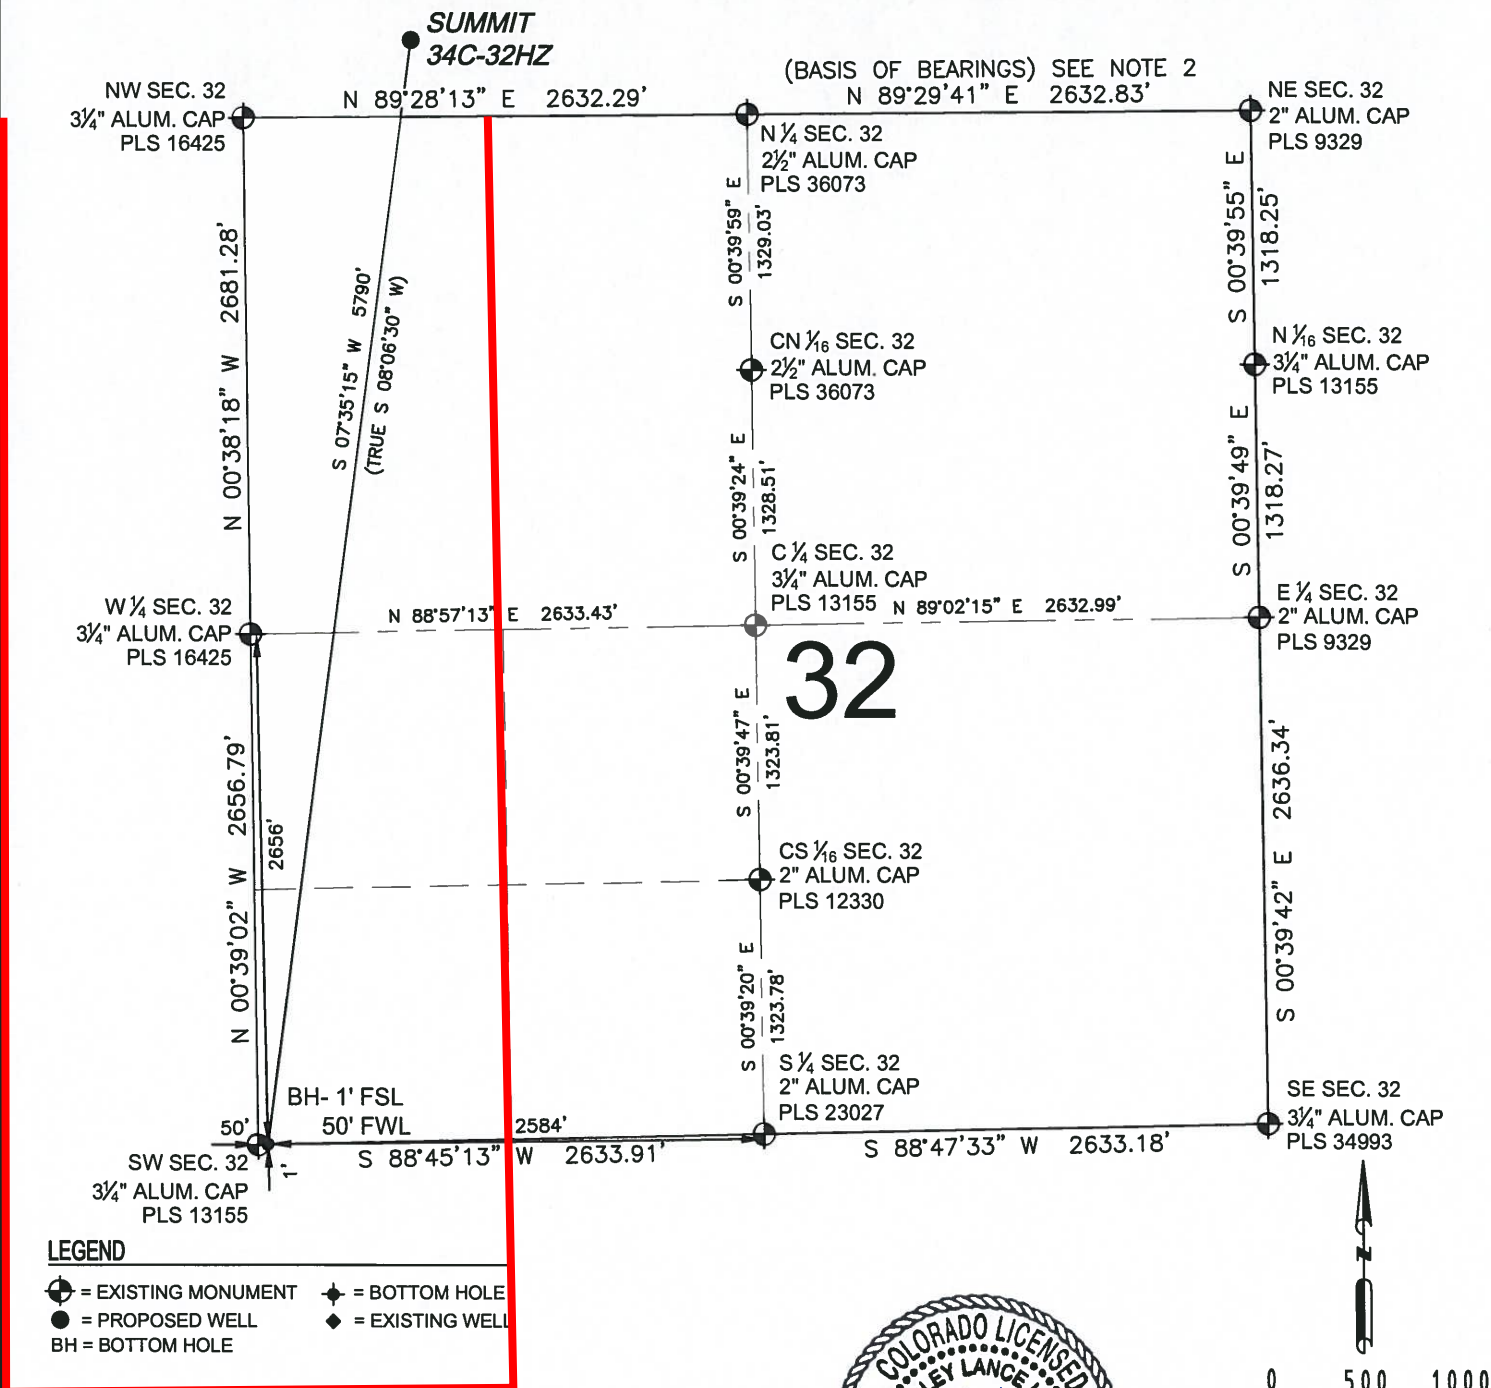 SUMMIT
34C-32HZ
(BASIS OF BEARINGS) SEE NOTE 2
NW SEC. 32
3¼" ALUM. CAP
PLS 16425
N 89°28'13" E 2632.29'
N 89°29'41" E 2632.83'
NE SEC. 32
2" ALUM. CAP
PLS 9329
N ¼ SEC. 32
2½" ALUM. CAP
PLS 36073
N 00°38'18" W 2681.28'
S 07°35'15" W 5790'
(TRUE S 08°06'30" W)
S 00°39'59" E
1329.03'
S 00°39'55" E
1318.25'
CN 1⁄16 SEC. 32
2½" ALUM. CAP
PLS 36073
N 1⁄16 SEC. 32
3¼" ALUM. CAP
PLS 13155
S 00°39'24" E
1328.51'
S 00°39'49" E
1318.27'
C ¼ SEC. 32
3¼" ALUM. CAP
PLS 13155
W ¼ SEC. 32
3¼" ALUM. CAP
PLS 16425
N 88°57'13" E 2633.43'
N 89°02'15" E 2632.99'
E ¼ SEC. 32
2" ALUM. CAP
PLS 9329
32
N 00°39'02" W 2656.79'
2656'
S 00°39'47" E
1323.81'
S 00°39'42" E 2636.34'
CS 1⁄16 SEC. 32
2" ALUM. CAP
PLS 12330
S 00°39'20" E
1323.78'
S ¼ SEC. 32
2" ALUM. CAP
PLS 23027
BH- 1' FSL
50' FWL
50'
2584'
1'
S 88°45'13" W 2633.91'
S 88°47'33" W 2633.18'
SW SEC. 32
3¼" ALUM. CAP
PLS 13155
SE SEC. 32
3¼" ALUM. CAP
PLS 34993
LEGEND
= EXISTING MONUMENT
= BOTTOM HOLE
= PROPOSED WELL
= EXISTING WELL
BH = BOTTOM HOLE
N
COLORADO LICENSED
LEY LANCE
0 500 1000